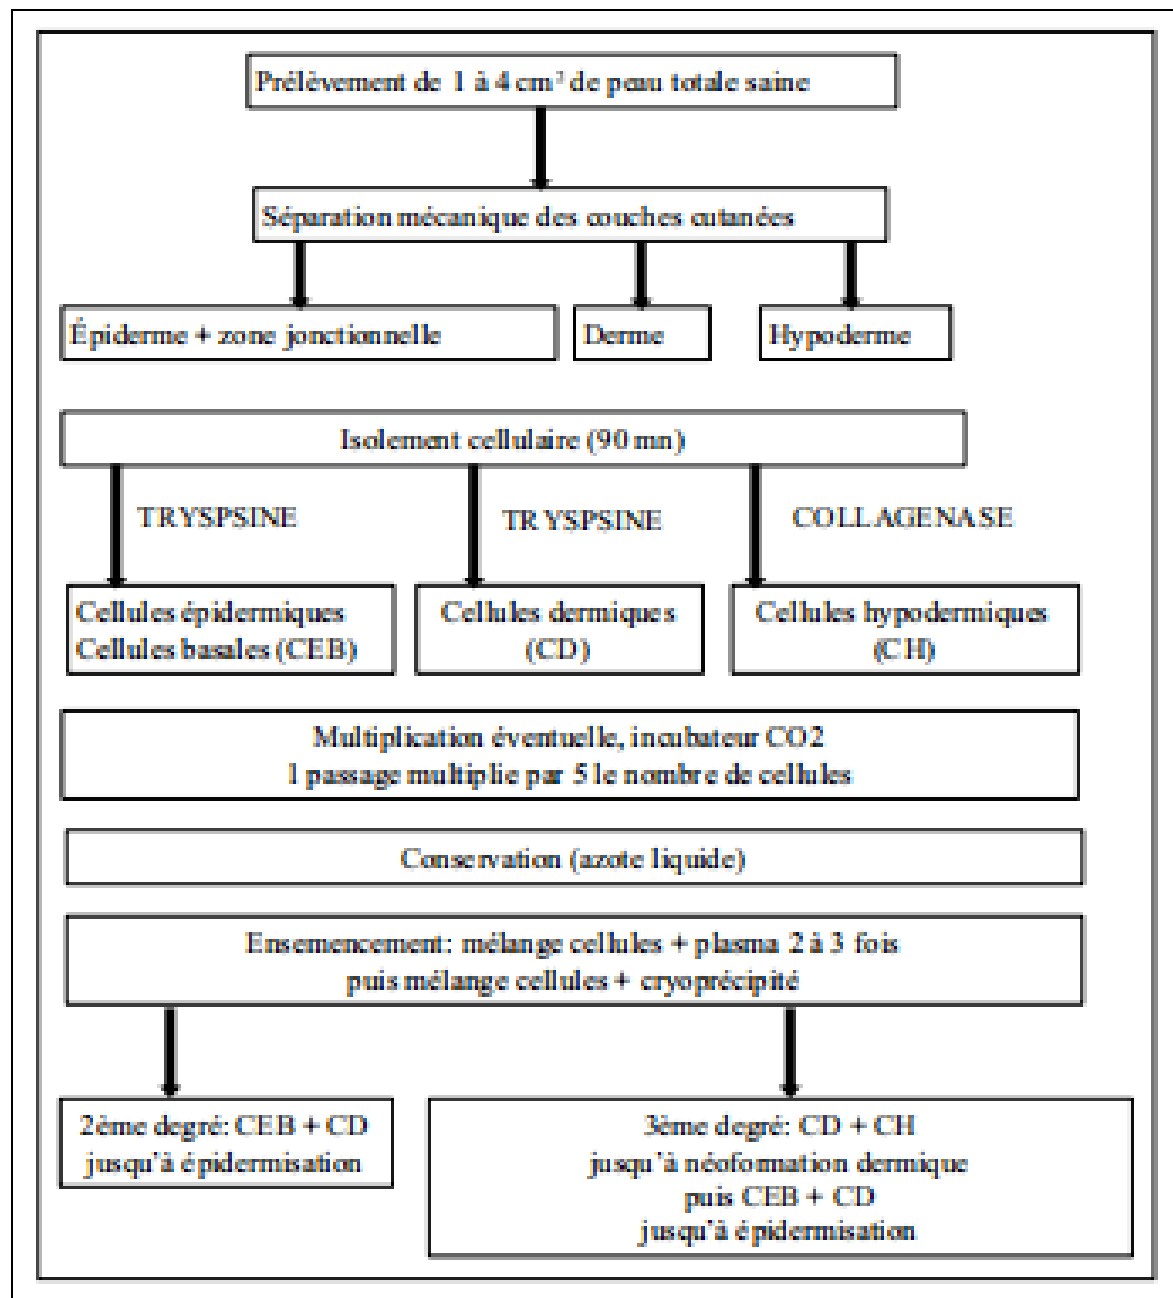 Prélèvement de 1 à 4 cm² de peau totale saine
Séparation mécanique des couches cutanées
Épiderme + zone jonctionnelle
Derme
Hypoderme
Isolement cellulaire (90 mn)
TRYSPSINE
TRYSPSINE
COLLAGENASE
Cellules épidermiques
Cellules basales (CEB)
Cellules dermiques
(CD)
Cellules hypodermiques
(CH)
Multiplication éventuelle, incubateur CO2
1 passage multiplie par 5 le nombre de cellules
Conservation (azote liquide)
Ensemencement: mélange cellules + plasma 2 à 3 fois
puis mélange cellules + cryoprécipité
2ème degré: CEB + CD
jusqu'à épidermisation
3ème degré: CD + CH
jusqu'à néoformation dermique
puis CEB + CD
jusqu'à épidermisation